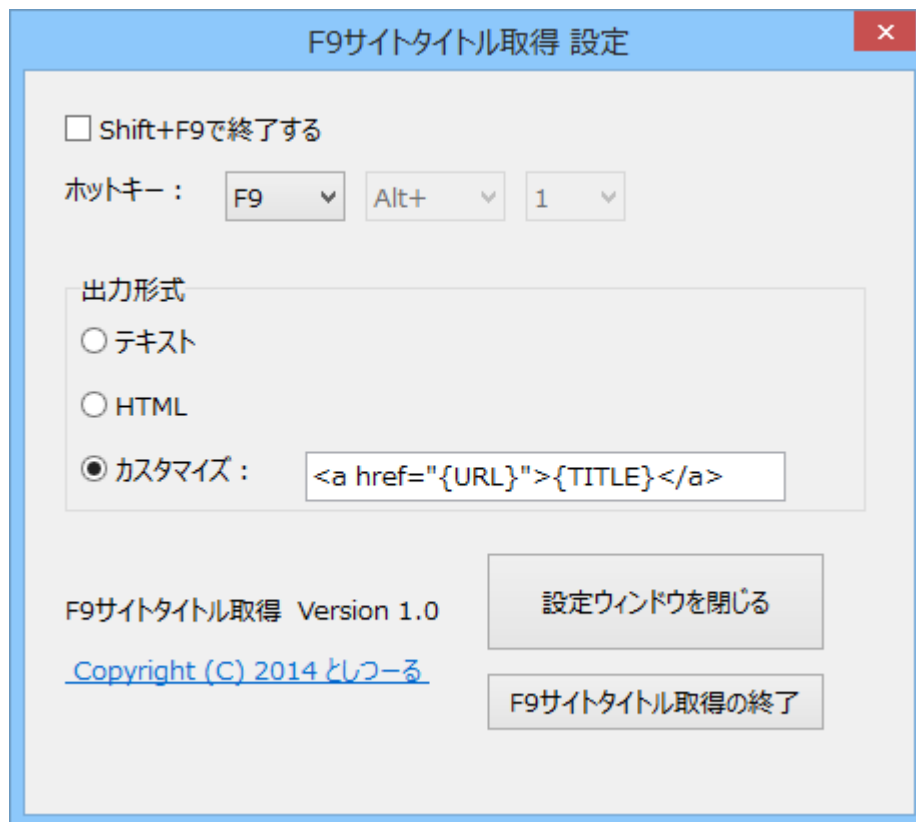 F9サイトタイトル取得 設定
Shift+F9で終了する
ホットキー： F9 Alt+ 1
出力形式
テキスト
HTML
カスタマイズ： <a href="{URL}">{TITLE}</a>
F9サイトタイトル取得 Version 1.0
設定ウィンドウを閉じる
Copyright (C) 2014 としつーる
F9サイトタイトル取得の終了